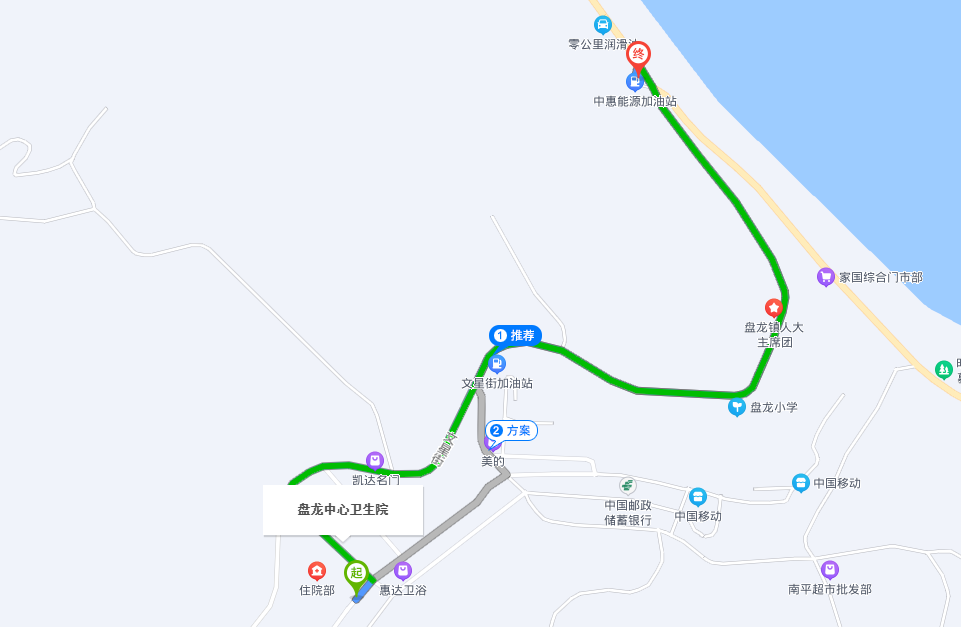 零公里润滑油
终
中惠能源加油站
家国综合门市部
盘龙镇人大
主席团
1 推荐
文星街加油站
盘龙小学
2 方案
文星街
美的
凯达名门
中国移动
中国邮政
储蓄银行
中国移动
盘龙中心卫生院
起
住院部
惠达卫浴
南平超市批发部